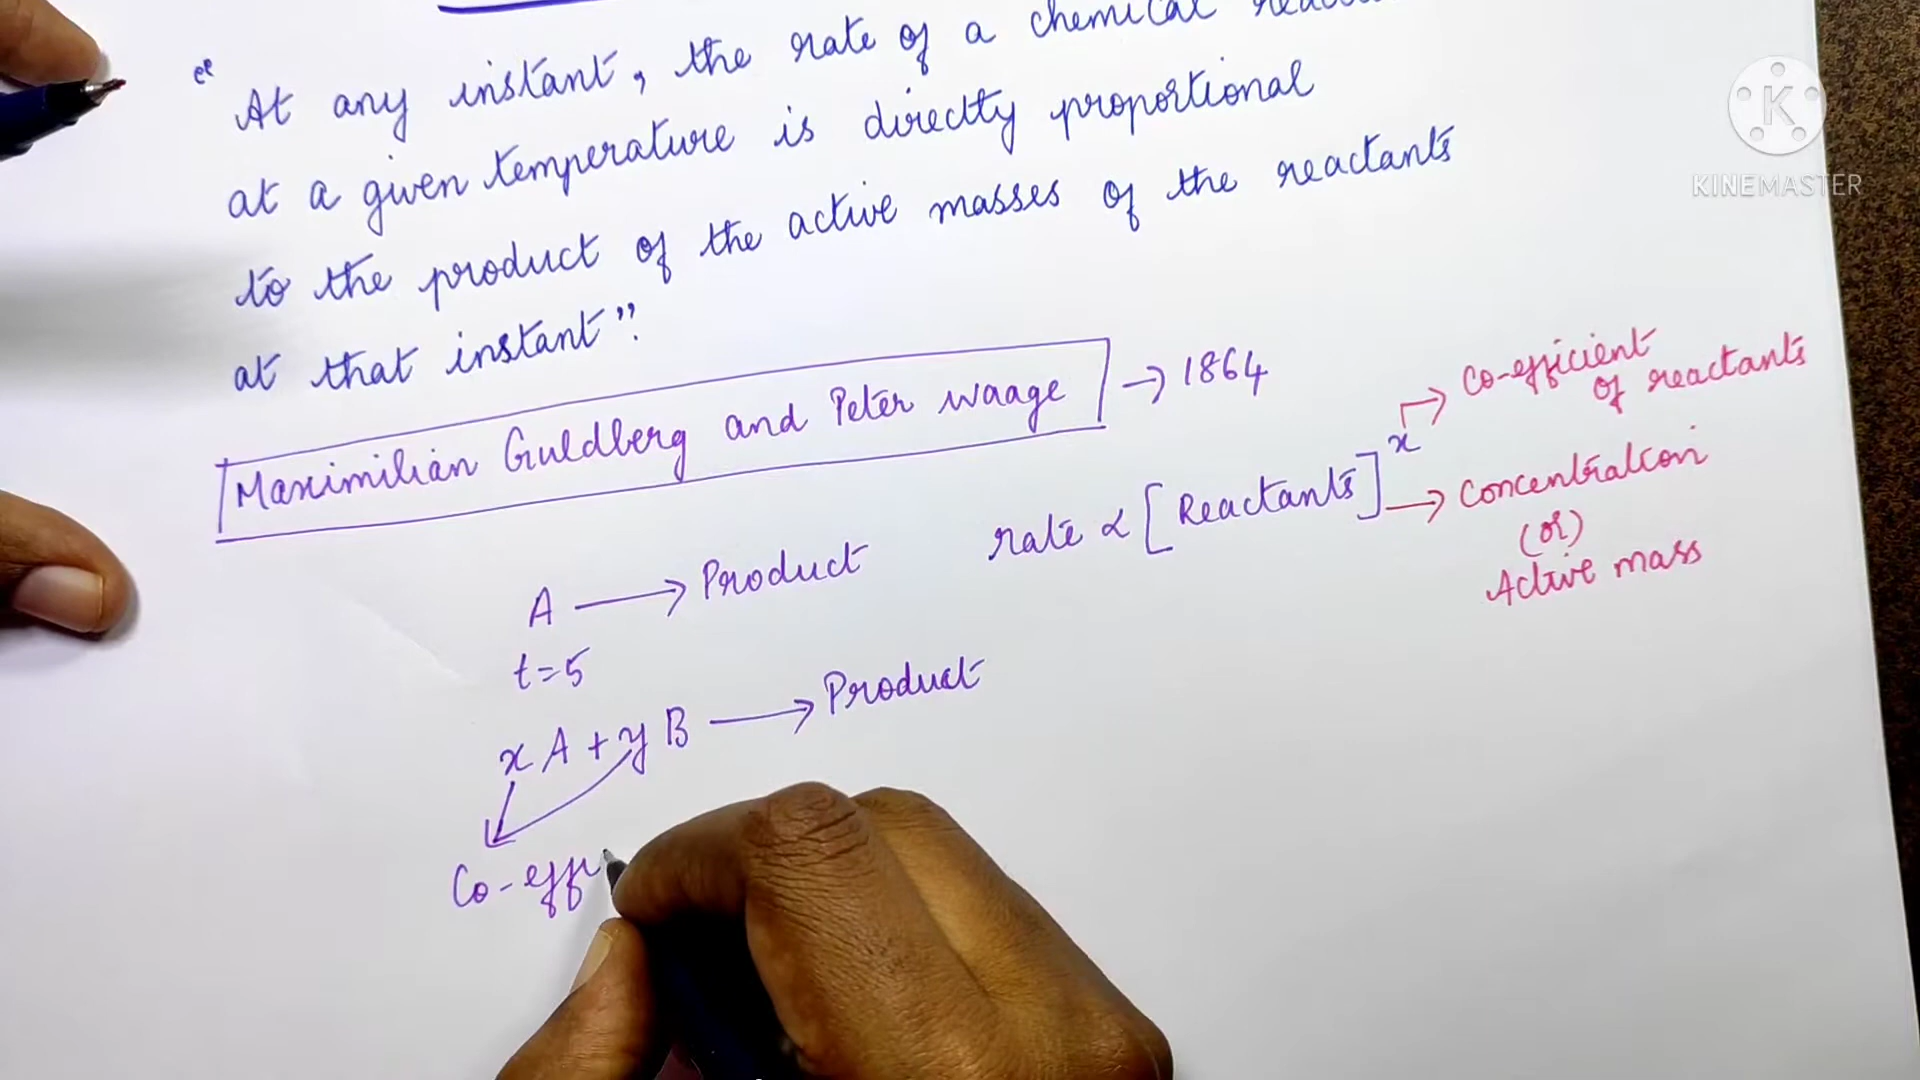 “At any instant, the rate of a chemical
at a given temperature is directly proportional
to the product of the active masses of the reactants
at that instant”.
Maximilian Guldberg and Peter Waage → 1864
rate ∝ [Reactants]^x
→ Co-efficient
of reactants
→ Concentration
(or)
Active mass
A → Product
t=5
xA + yB → Product
Co-effi
KINEMASTER